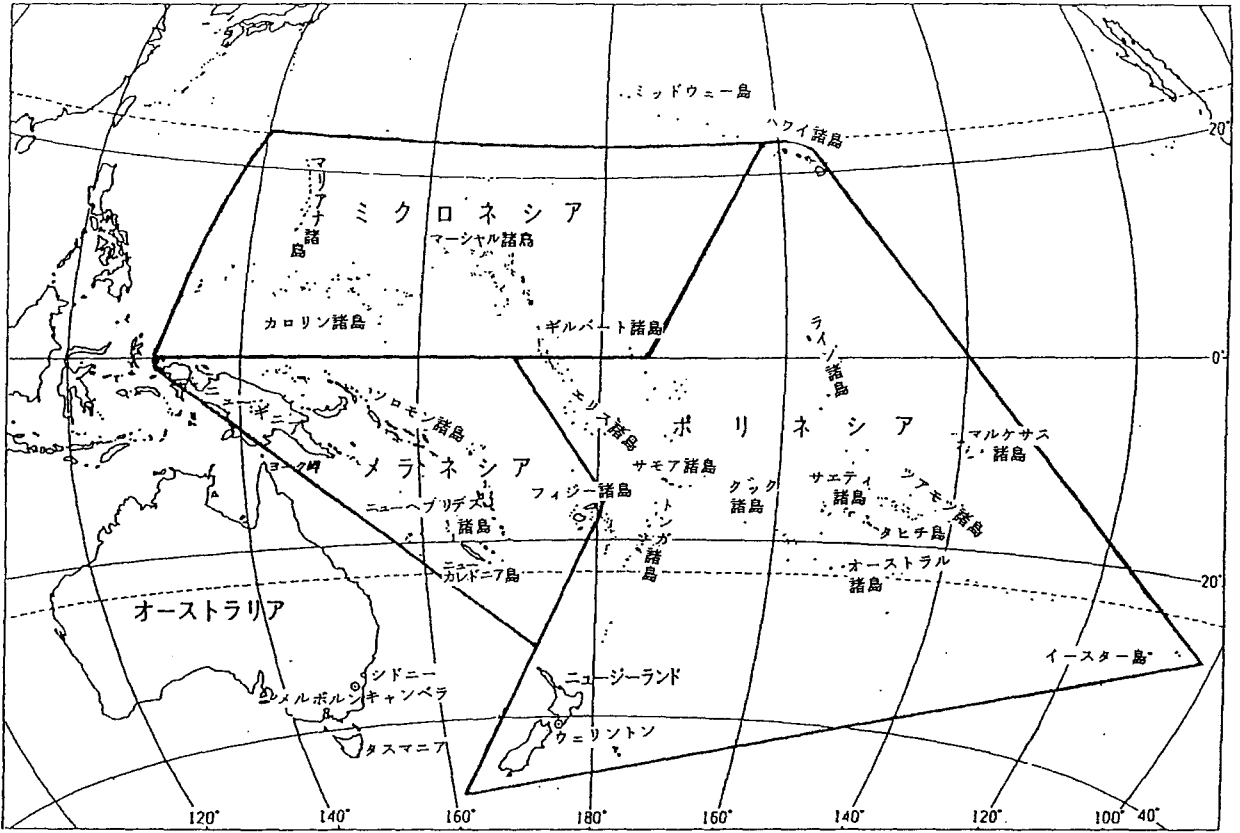 ミッドウェー島
ハワイ諸島
20°
マリアナ諸島
ミクロネシア
マーシャル諸島
カロリン諸島
ギルバート諸島
ライン諸島
0°
ニューギニア
ソロモン諸島
エリス諸島
ポリネシア
マルケサス
諸島
ヨーク岬
メラネシア
サモア諸島
フィジー諸島
クック
諸島
サエティ
諸島
ツアモツ諸島
ニューヘブリデス
諸島
トンガ諸島
タヒチ島
ニュー
カレドニア島
オーストラル
諸島
20°
オーストラリア
イースター島
シドニー
ニュージーランド
メルボルン
キャンベラ
ウェリントン
タスマニア
120°
140°
160°
180°
160°
140°
120°
100°
40°